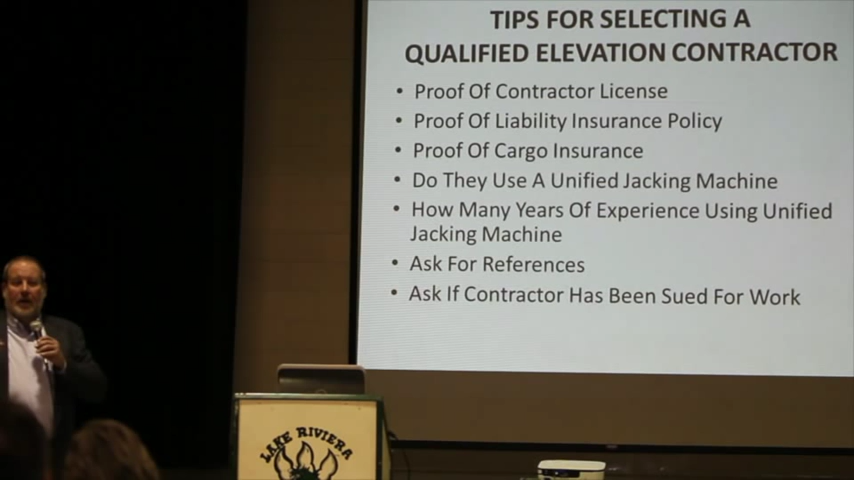 TIPS FOR SELECTING A
QUALIFIED ELEVATION CONTRACTOR
• Proof Of Contractor License
• Proof Of Liability Insurance Policy
• Proof Of Cargo Insurance
• Do They Use A Unified Jacking Machine
• How Many Years Of Experience Using Unified
Jacking Machine
• Ask For References
• Ask If Contractor Has Been Sued For Work
LAKE RIVIERA